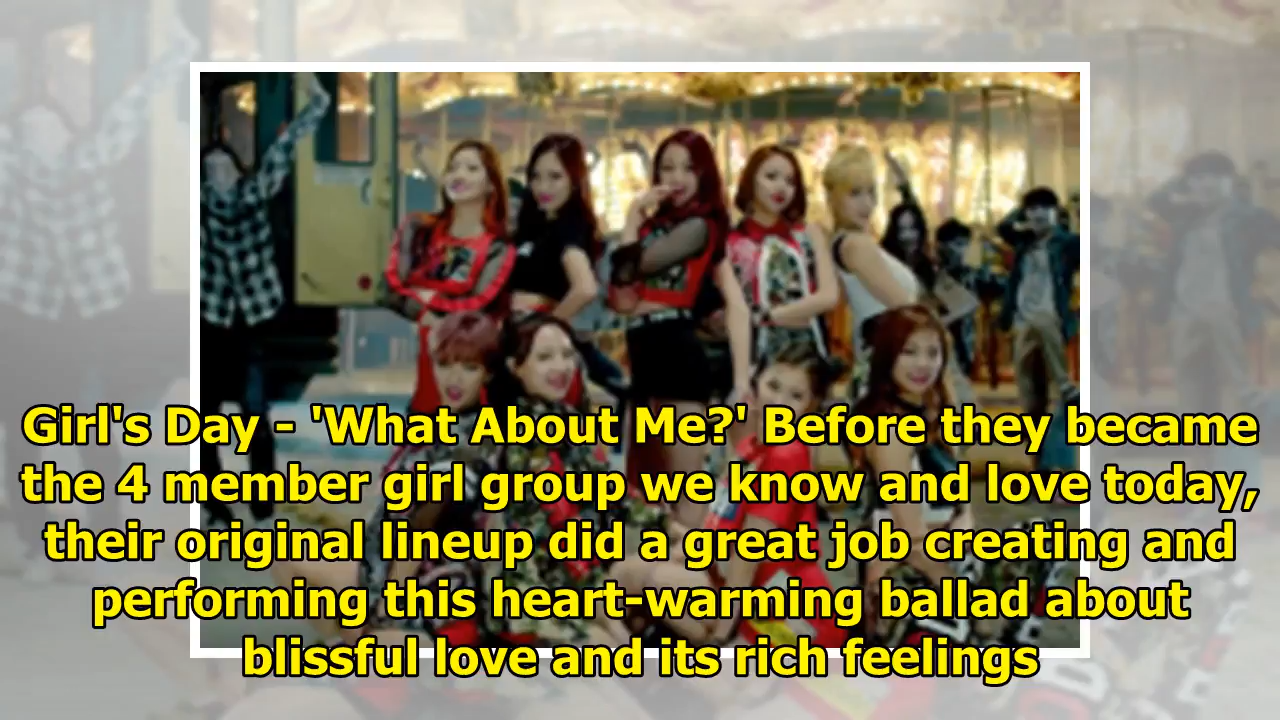 Girl's Day - 'What About Me?' Before they became
the 4 member girl group we know and love today,
their original lineup did a great job creating and
performing this heart-warming ballad about
blissful love and its rich feelings